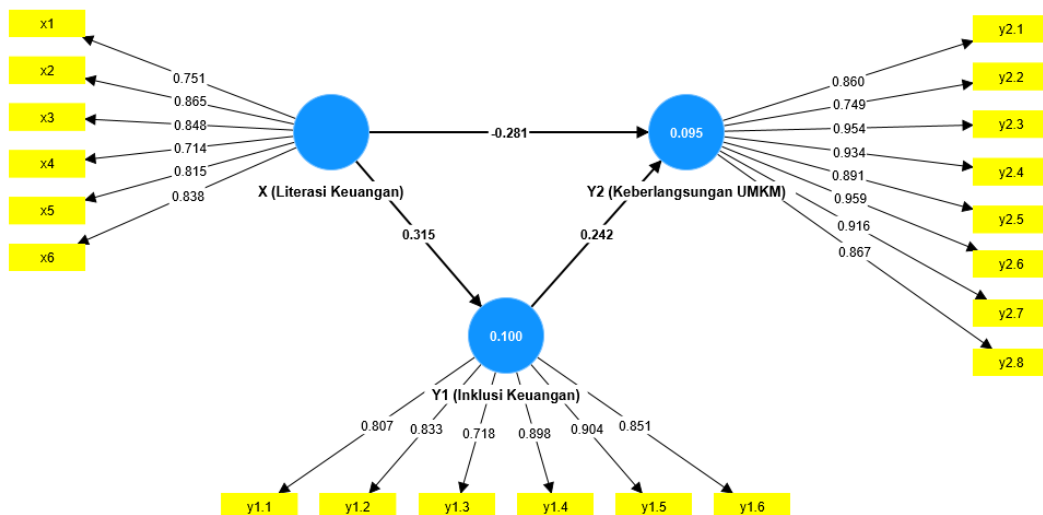 x1
x2
x3
x4
x5
x6
0.751
0.865
0.848
0.714
0.815
0.838
X (Literasi Keuangan)
-0.281
0.315
0.242
0.095
Y2 (Keberlangsungan UMKM)
0.860
0.749
0.954
0.934
0.891
0.959
0.916
0.867
y2.1
y2.2
y2.3
y2.4
y2.5
y2.6
y2.7
y2.8
0.100
Y1 (Inklusi Keuangan)
0.807
0.833
0.718
0.898
0.904
0.851
y1.1
y1.2
y1.3
y1.4
y1.5
y1.6